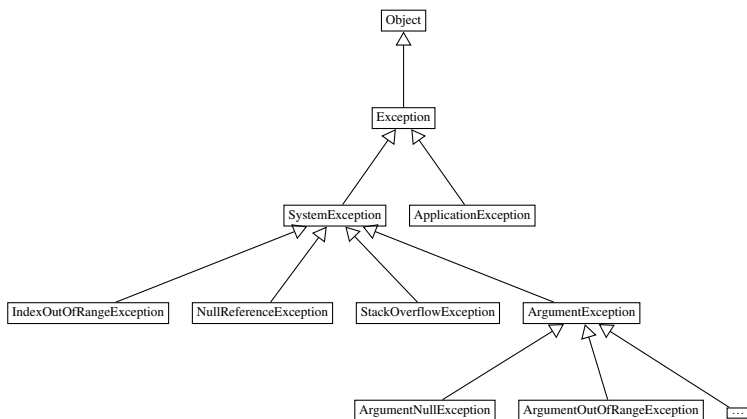 Object
Exception
SystemException
ApplicationException
IndexOutOfRangeException
NullReferenceException
StackOverflowException
ArgumentException
ArgumentNullException
ArgumentOutOfRangeException
...